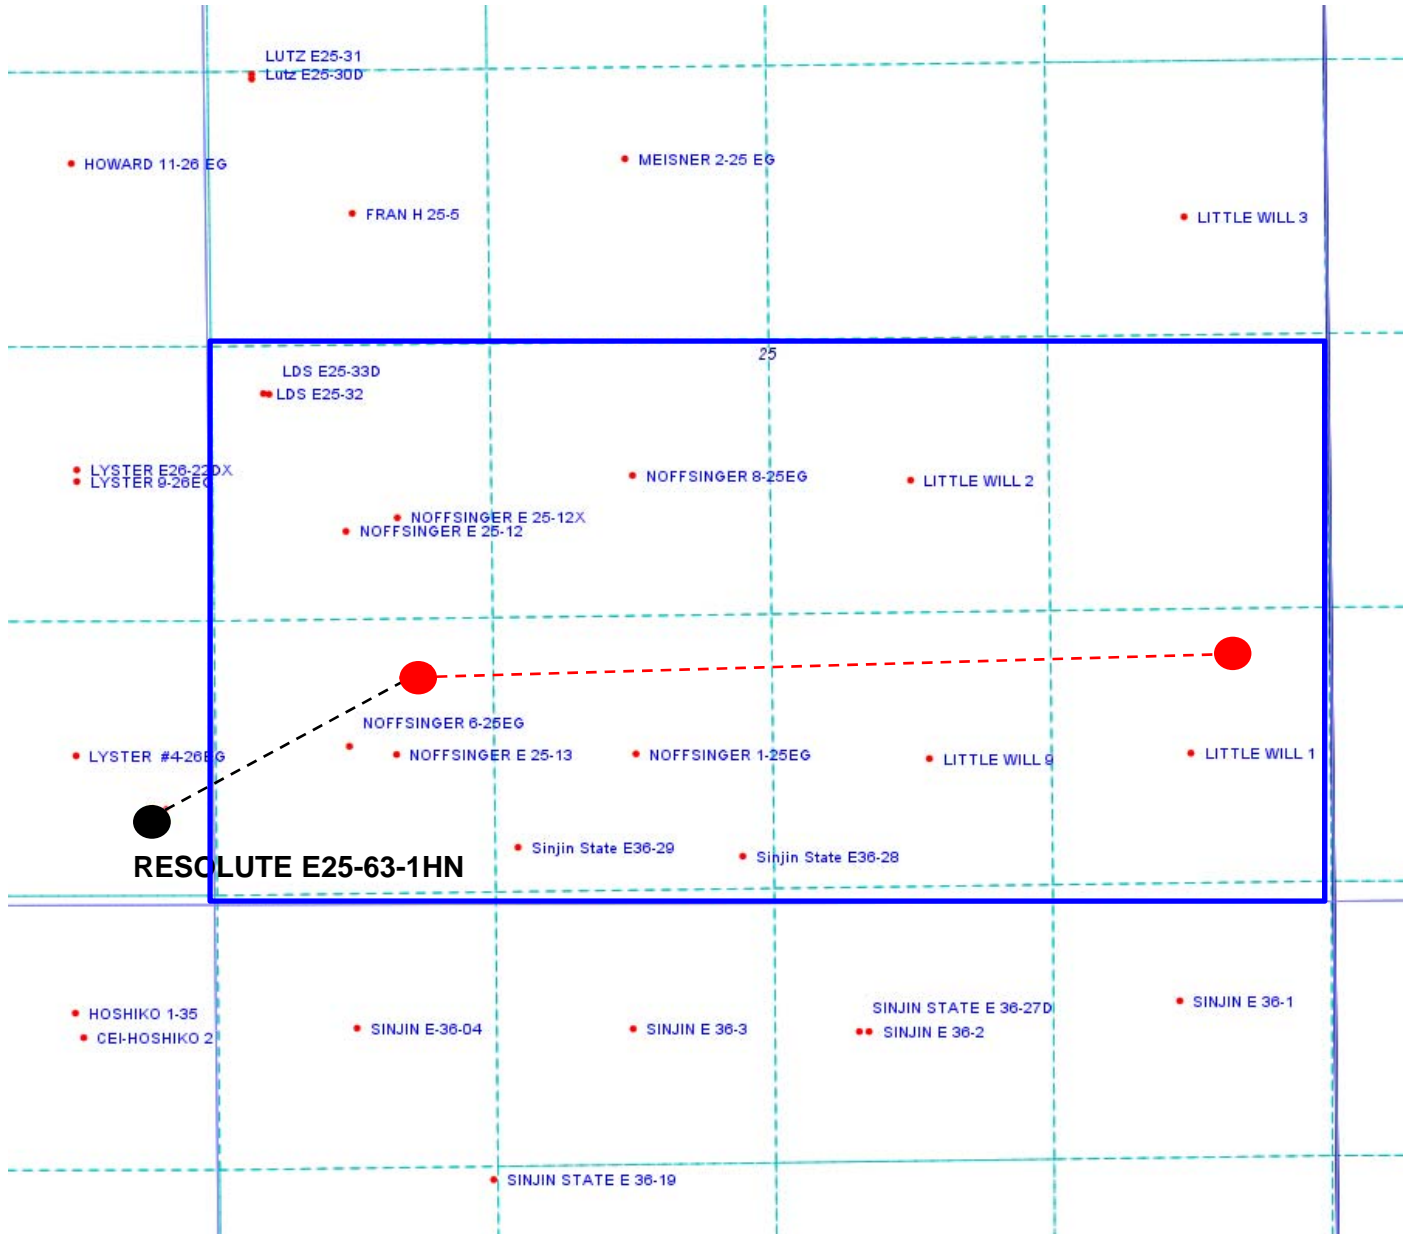 LUTZ E25-31
Lutz E25-30D
HOWARD 11-26 EG
MEISNER 2-25 EG
FRAN H 25-5
LITTLE WILL 3
25
LDS E25-33D
LDS E25-32
LYSTER E26-22DX
LYSTER 9-26EG
NOFFSINGER 8-25EG
LITTLE WILL 2
NOFFSINGER E 25-12X
NOFFSINGER E 25-12
NOFFSINGER 6-25EG
LYSTER #4-26EG
NOFFSINGER E 25-13
NOFFSINGER 1-25EG
LITTLE WILL 9
LITTLE WILL 1
Sinjin State E36-29
Sinjin State E36-28
RESOLUTE E25-63-1HN
HOSHIKO 1-35
CEI-HOSHIKO 2
SINJIN E-36-04
SINJIN E 36-3
SINJIN STATE E 36-27D
SINJIN E 36-2
SINJIN E 36-1
SINJIN STATE E 36-19